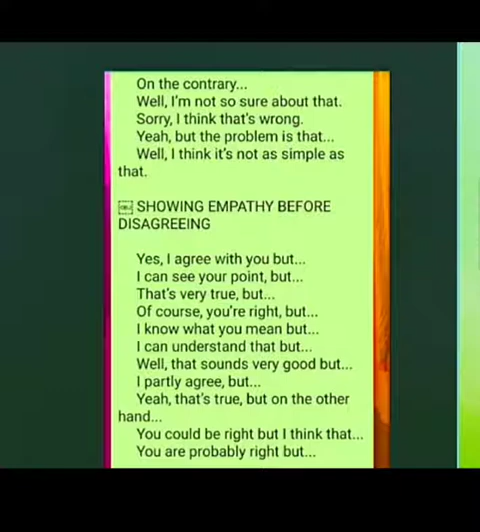 On the contrary...
Well, I'm not so sure about that.
Sorry, I think that's wrong.
Yeah, but the problem is that...
Well, I think it's not as simple as
that.
SHOWING EMPATHY BEFORE
DISAGREEING
Yes, I agree with you but...
I can see your point, but...
That's very true, but...
Of course, you're right, but...
I know what you mean but...
I can understand that but...
Well, that sounds very good but...
I partly agree, but...
Yeah, that's true, but on the other
hand...
You could be right but I think that...
You are probably right but...